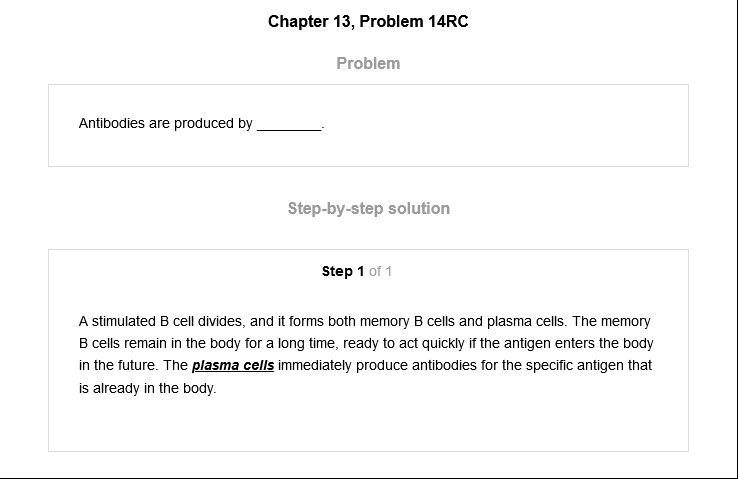 Chapter 13, Problem 14RC
Problem
Antibodies are produced by ________.
Step-by-step solution
Step 1 of 1
A stimulated B cell divides, and it forms both memory B cells and plasma cells. The memory
B cells remain in the body for a long time, ready to act quickly if the antigen enters the body
in the future. The plasma cells immediately produce antibodies for the specific antigen that
is already in the body.